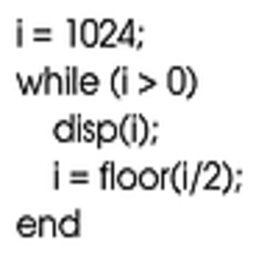 i = 1024;
while (i > 0)
    disp(i);
    i = floor(i/2);
end